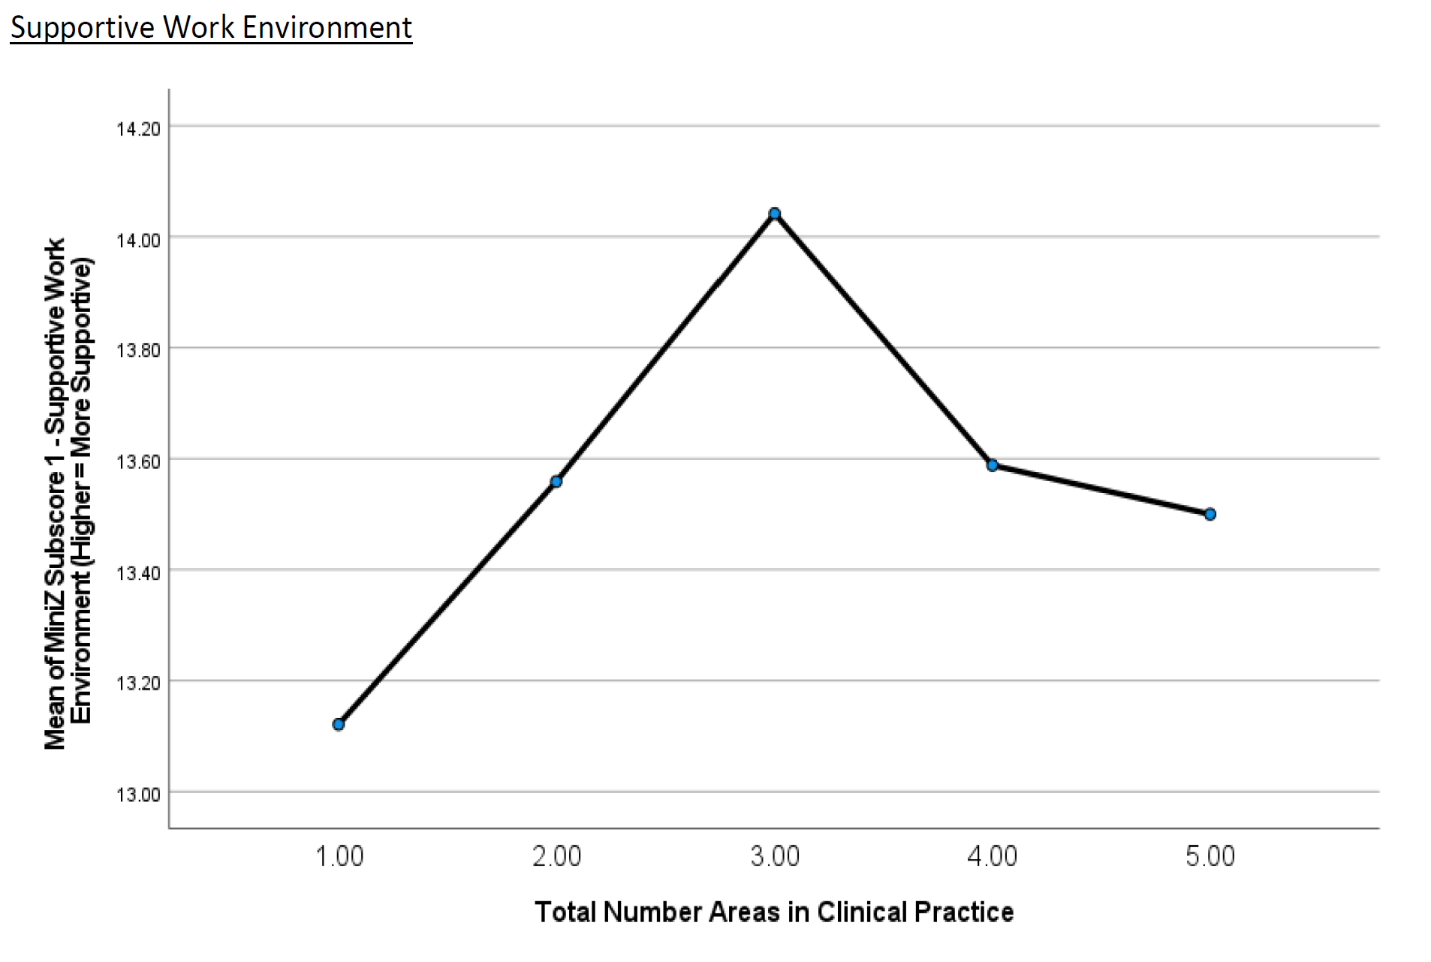 Supportive Work Environment
Mean of MiniZ Subscore 1 - Supportive Work
Environment (Higher = More Supportive)
14.20
14.00
13.80
13.60
13.40
13.20
13.00
1.00 2.00 3.00 4.00 5.00
Total Number Areas in Clinical Practice